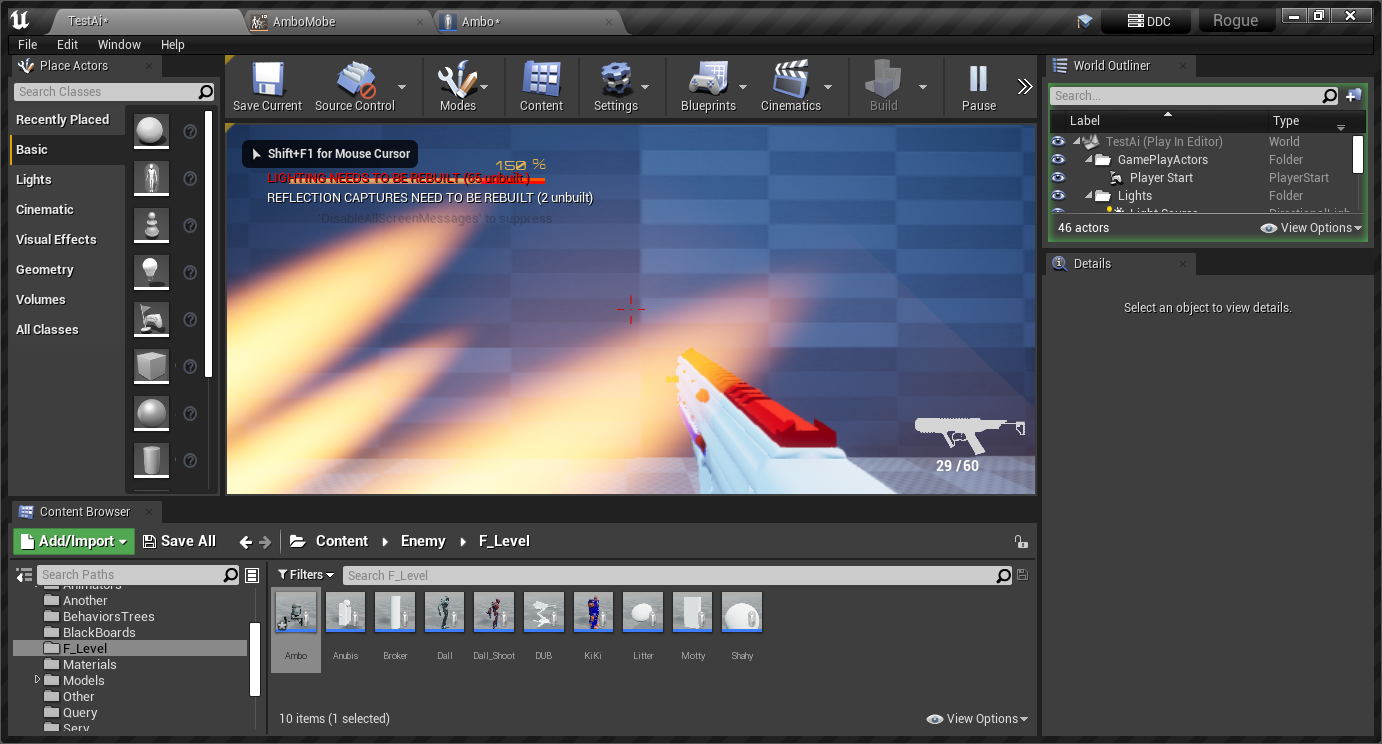 TestAi*
AmboMobe
Ambo*
DDC
Rogue
File Edit Window Help
Place Actors
Search Classes
Recently Placed
Basic
Lights
Cinematic
Visual Effects
Geometry
Volumes
All Classes
Save Current
Source Control
Modes
Content
Settings
Blueprints
Cinematics
Build
Pause
Shift+F1 for Mouse Cursor
150 %
LIGHTING NEEDS TO BE REBUILT (65 unbuilt)
REFLECTION CAPTURES NEED TO BE REBUILT (2 unbuilt)
'DisableAllScreenMessages' to suppress
29/60
World Outliner
Search...
Label Type
TestAi (Play In Editor) World
GamePlayActors Folder
Player Start PlayerStart
Lights Folder
Light Source DirectionalLigh
46 actors
View Options
Details
Select an object to view details.
Content Browser
Add/Import
Save All
Content
Enemy
F_Level
Search Paths
Animators
Another
BehaviorsTrees
BlackBoards
F_Level
Materials
Models
Other
Query
Serv
Filters
Search F_Level
Ambo
Anubis
Broker
Dall
Dall_Shoot
DUB
KiKi
Litter
Motty
Shahy
10 items (1 selected)
View Options